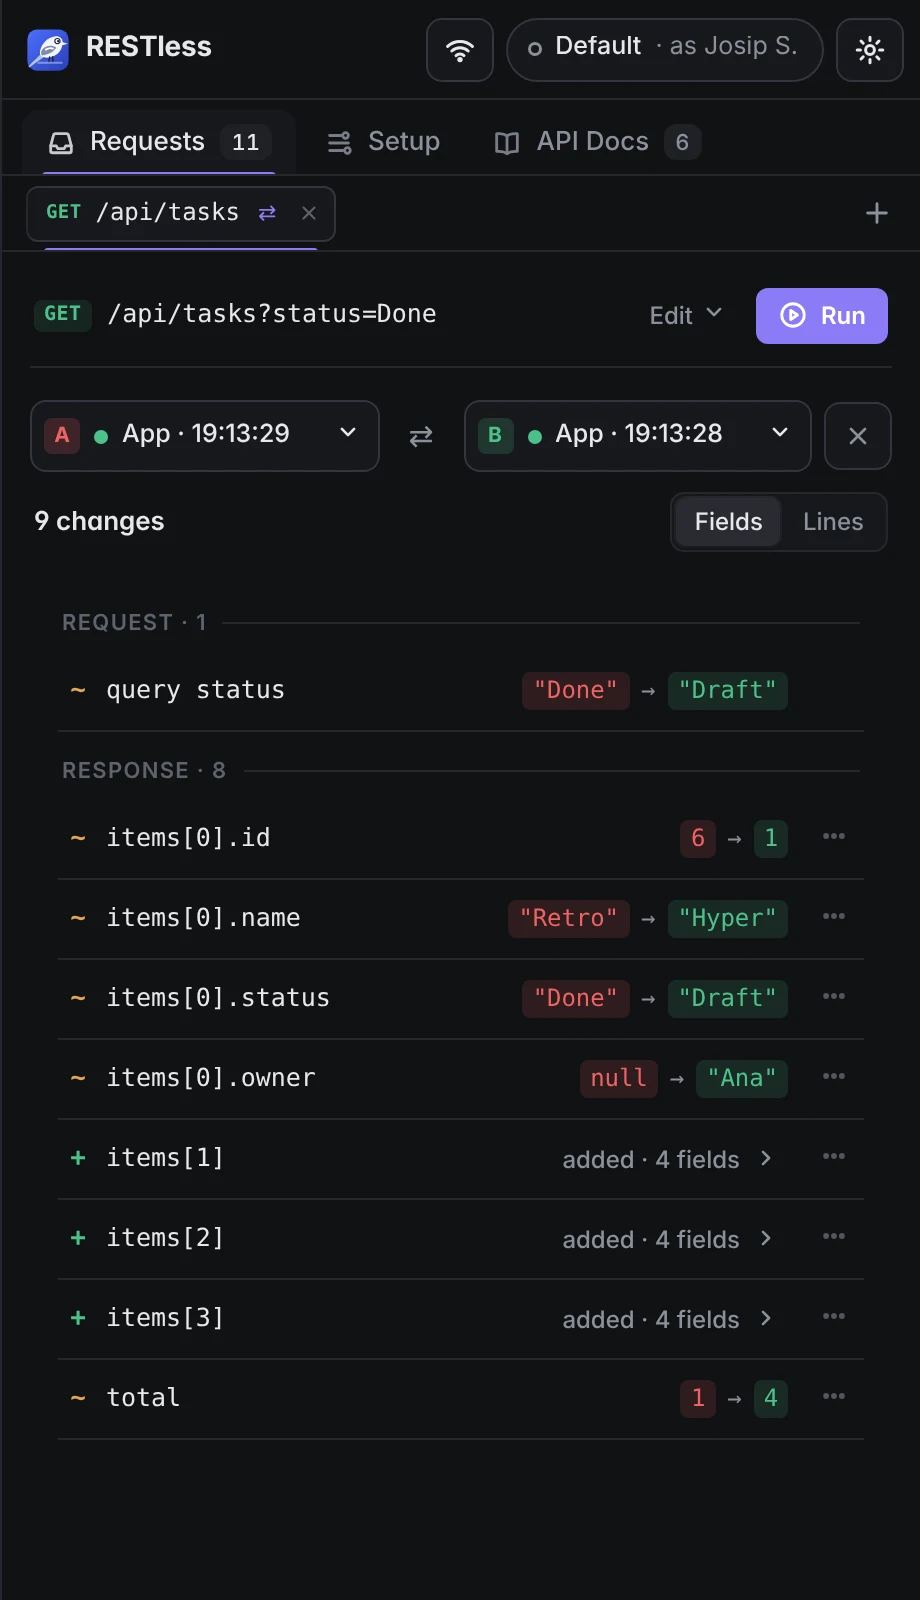 RESTless
Default · as Josip S.
Requests 11 Setup API Docs 6
GET /api/tasks ⇄ ×
+
GET /api/tasks?status=Done Edit Run
A App · 19:13:29 ⇄ B App · 19:13:28 ×
9 changes Fields Lines
REQUEST · 1
~ query status "Done" → "Draft"
RESPONSE · 8
~ items[0].id 6 → 1 •••
~ items[0].name "Retro" → "Hyper" •••
~ items[0].status "Done" → "Draft" •••
~ items[0].owner null → "Ana" •••
+ items[1] added · 4 fields > •••
+ items[2] added · 4 fields > •••
+ items[3] added · 4 fields > •••
~ total 1 → 4 •••